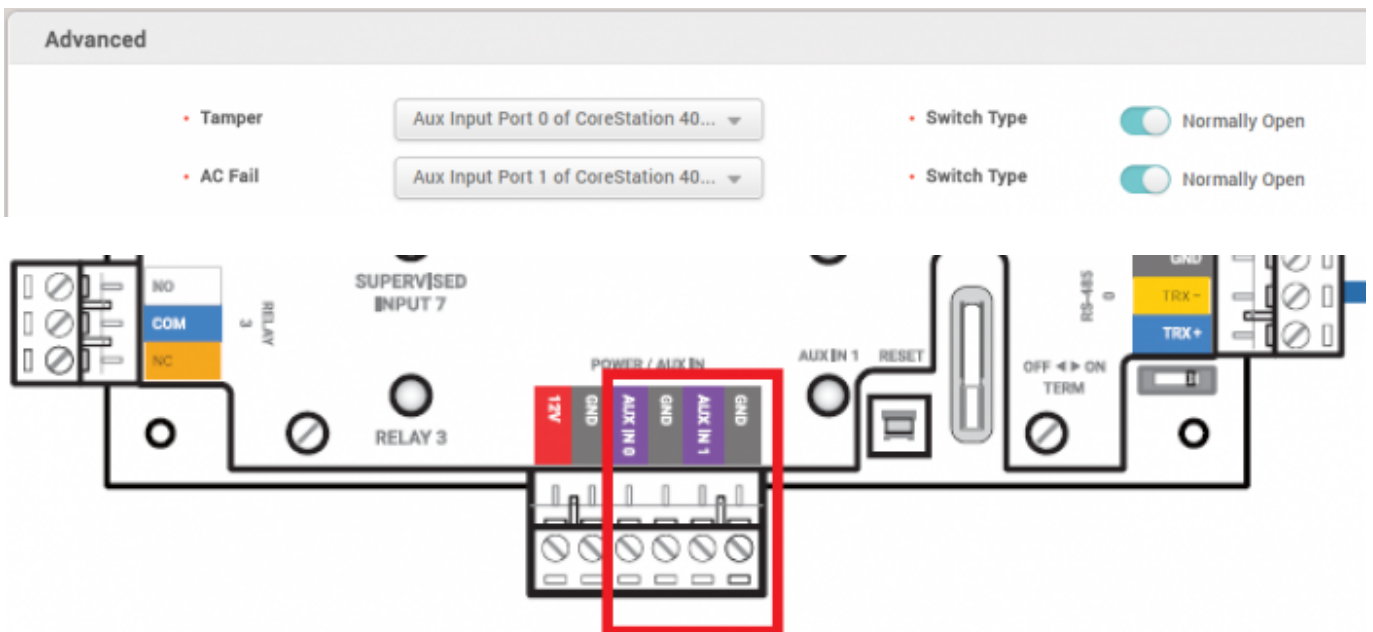 Advanced
• Tamper
Aux Input Port 0 of CoreStation 40...
• Switch Type
Normally Open
• AC Fail
Aux Input Port 1 of CoreStation 40...
• Switch Type
Normally Open
NO
COM
NC
RELAY
3
SUPERVISED
INPUT 7
RELAY 3
POWER / AUX IN
12V
GND
AUX IN 0
GND
AUX IN 1
GND
AUX IN 1
RESET
OFF ◄► ON
TERM
RS-485
0
GND
TRX -
TRX +